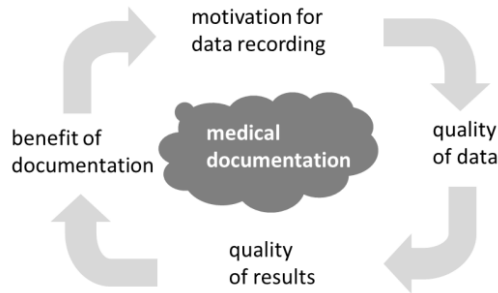 motivation for
data recording
benefit of
documentation
medical
documentation
quality
of data
quality
of results